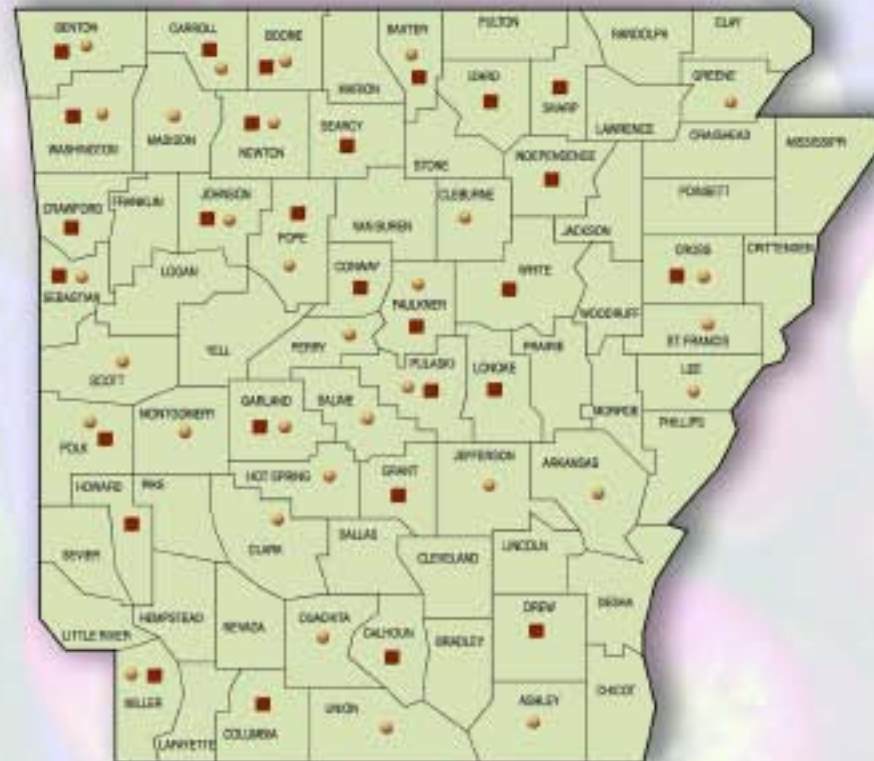 BENTON
CARROLL
BOONE
MARION
BAXTER
FULTON
RANDOLPH
CLAY
IZARD
SHARP
GREENE
LAWRENCE
WASHINGTON
MADISON
NEWTON
SEARCY
STONE
INDEPENDENCE
CRAIGHEAD
MISSISSIPPI
CRAWFORD
FRANKLIN
JOHNSON
POPE
VAN BUREN
CLEBURNE
JACKSON
POINSETT
SEBASTIAN
LOGAN
CONWAY
FAULKNER
WHITE
WOODRUFF
CROSS
CRITTENDEN
SCOTT
YELL
PERRY
PULASKI
LONOKE
PRAIRIE
ST. FRANCIS
LEE
POLK
MONTGOMERY
GARLAND
SALINE
MONROE
PHILLIPS
HOWARD
PIKE
HOT SPRING
GRANT
JEFFERSON
ARKANSAS
SEVIER
CLARK
DALLAS
CLEVELAND
LINCOLN
DESHA
LITTLE RIVER
HEMPSTEAD
NEVADA
OUACHITA
CALHOUN
BRADLEY
DREW
MILLER
LAFAYETTE
COLUMBIA
UNION
ASHLEY
CHICOT